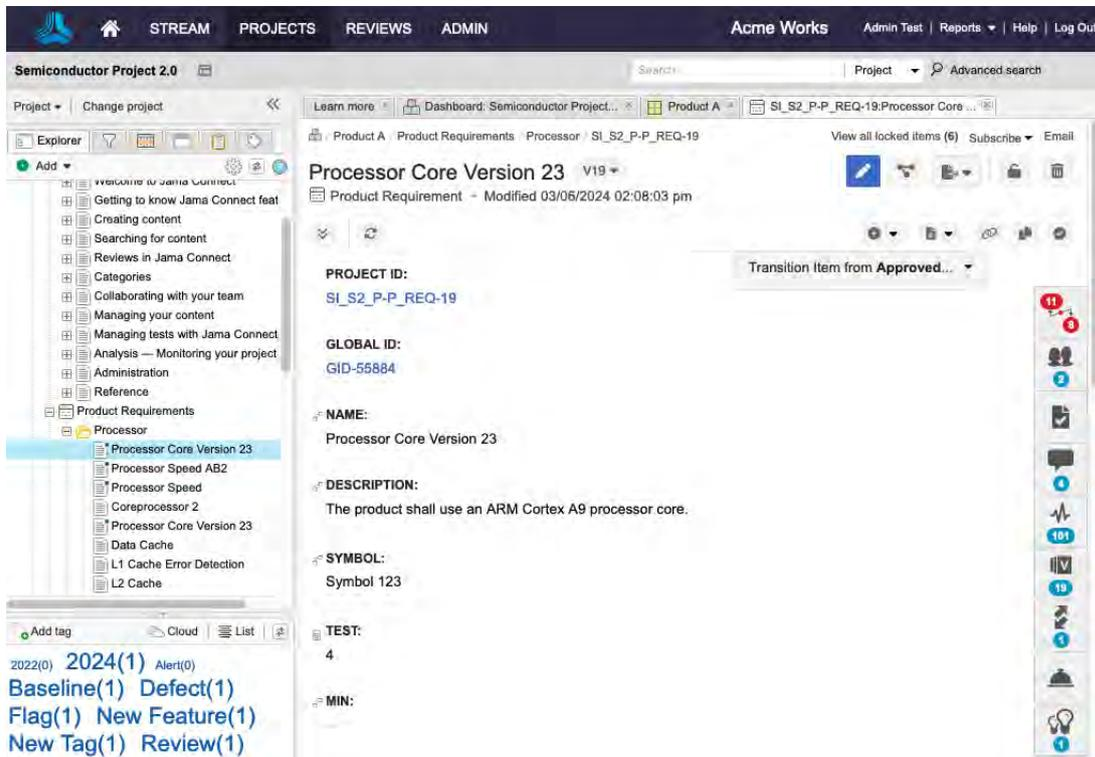 STREAM PROJECTS REVIEWS ADMIN Acme Works Admin Test | Reports | Help | Log Out
Semiconductor Project 2.0 Search Project Advanced search
Project Change project
Learn more Dashboard: Semiconductor Project... Product A SI_S2_P-P_REQ-19:Processor Core ...
Explorer
Add
Welcome to Jama Connect
Getting to know Jama Connect feat
Creating content
Searching for content
Reviews in Jama Connect
Categories
Collaborating with your team
Managing your content
Managing tests with Jama Connect
Analysis — Monitoring your project
Administration
Reference
Product Requirements
Processor
Processor Core Version 23
Processor Speed AB2
Processor Speed
Coreprocessor 2
Processor Core Version 23
Data Cache
L1 Cache Error Detection
L2 Cache
Add tag Cloud List
2022(0) 2024(1) Alert(0)
Baseline(1) Defect(1)
Flag(1) New Feature(1)
New Tag(1) Review(1)
Product A Product Requirements Processor SI_S2_P-P_REQ-19 View all locked items (6) Subscribe Email
Processor Core Version 23 V19
Product Requirement - Modified 03/06/2024 02:08:03 pm
Transition Item from Approved...
PROJECT ID:
SI_S2_P-P_REQ-19
GLOBAL ID:
GID-55884
NAME:
Processor Core Version 23
DESCRIPTION:
The product shall use an ARM Cortex A9 processor core.
SYMBOL:
Symbol 123
TEST:
4
MIN:
11
8
2
4
101
V
19
1
1